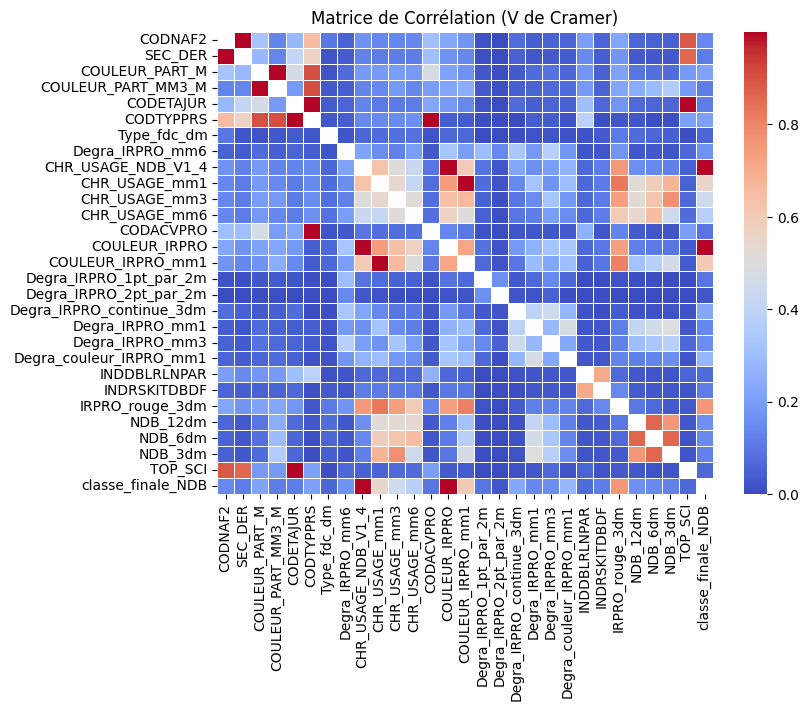 Matrice de Corrélation (V de Cramer)
CODNAF2
SEC_DER
COULEUR_PART_M
COULEUR_PART_MM3_M
CODETAJUR
CODTYPPRS
Type_fdc_dm
Degra_IRPRO_mm6
CHR_USAGE_NDB_V1_4
CHR_USAGE_mm1
CHR_USAGE_mm3
CHR_USAGE_mm6
CODACVPRO
COULEUR_IRPRO
COULEUR_IRPRO_mm1
Degra_IRPRO_1pt_par_2m
Degra_IRPRO_2pt_par_2m
Degra_IRPRO_continue_3dm
Degra_IRPRO_mm1
Degra_IRPRO_mm3
Degra_couleur_IRPRO_mm1
INDDBLRLNPAR
INDRSKITDBDF
IRPRO_rouge_3dm
NDB_12dm
NDB_6dm
NDB_3dm
TOP_SCI
classe_finale_NDB
CODNAF2
SEC_DER
COULEUR_PART_M
COULEUR_PART_MM3_M
CODETAJUR
CODTYPPRS
Type_fdc_dm
Degra_IRPRO_mm6
CHR_USAGE_NDB_V1_4
CHR_USAGE_mm1
CHR_USAGE_mm3
CHR_USAGE_mm6
CODACVPRO
COULEUR_IRPRO
COULEUR_IRPRO_mm1
Degra_IRPRO_1pt_par_2m
Degra_IRPRO_2pt_par_2m
Degra_IRPRO_continue_3dm
Degra_IRPRO_mm1
Degra_IRPRO_mm3
Degra_couleur_IRPRO_mm1
INDDBLRLNPAR
INDRSKITDBDF
IRPRO_rouge_3dm
NDB_12dm
NDB_6dm
NDB_3dm
TOP_SCI
classe_finale_NDB
0.8
0.6
0.4
0.2
0.0